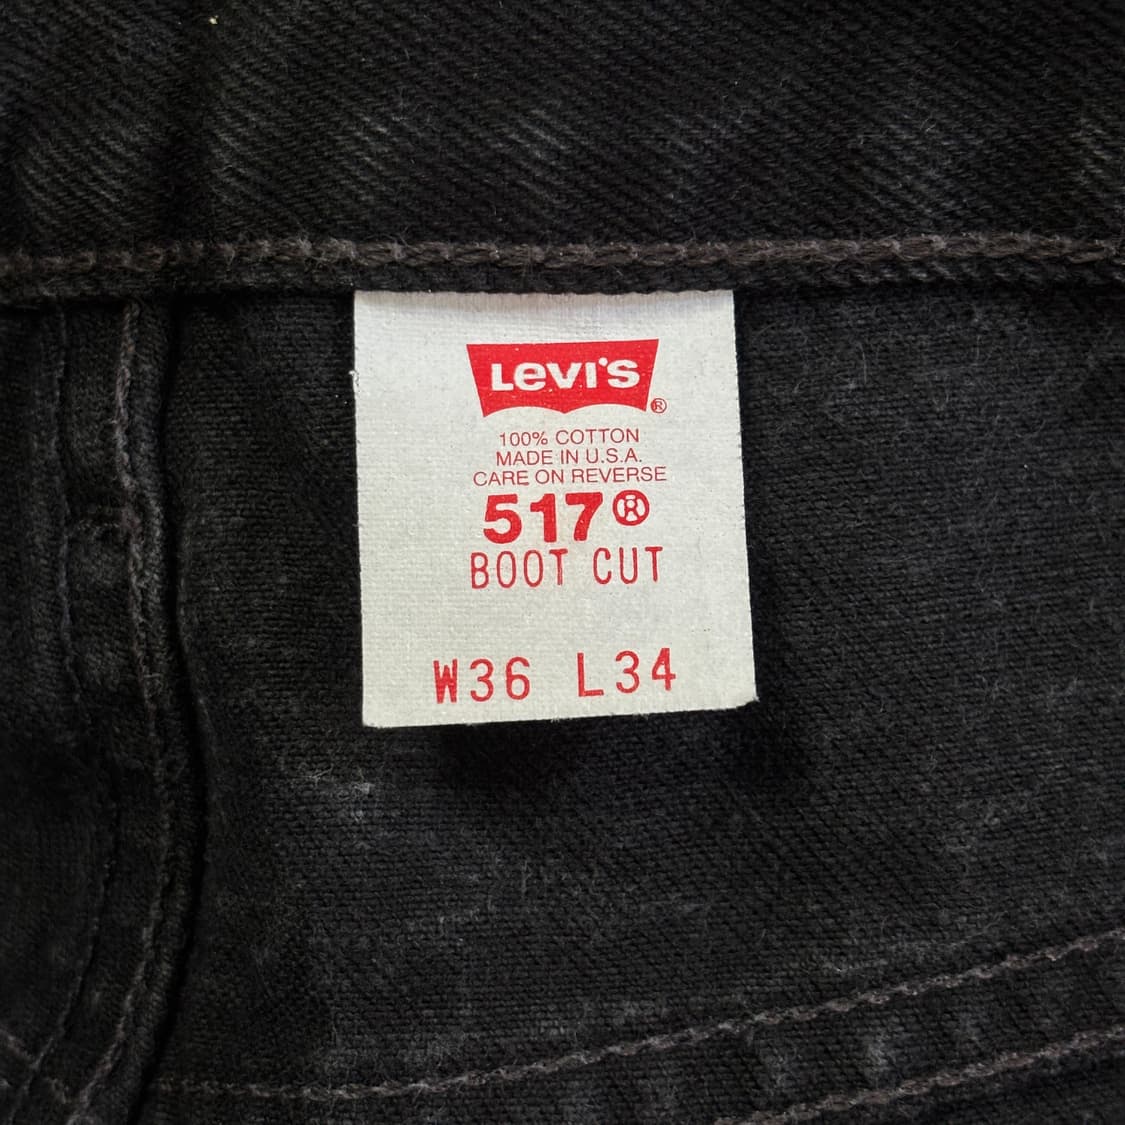 Levi's ®
100% COTTON
MADE IN U.S.A.
CARE ON REVERSE
517®
BOOT CUT
W36 L34